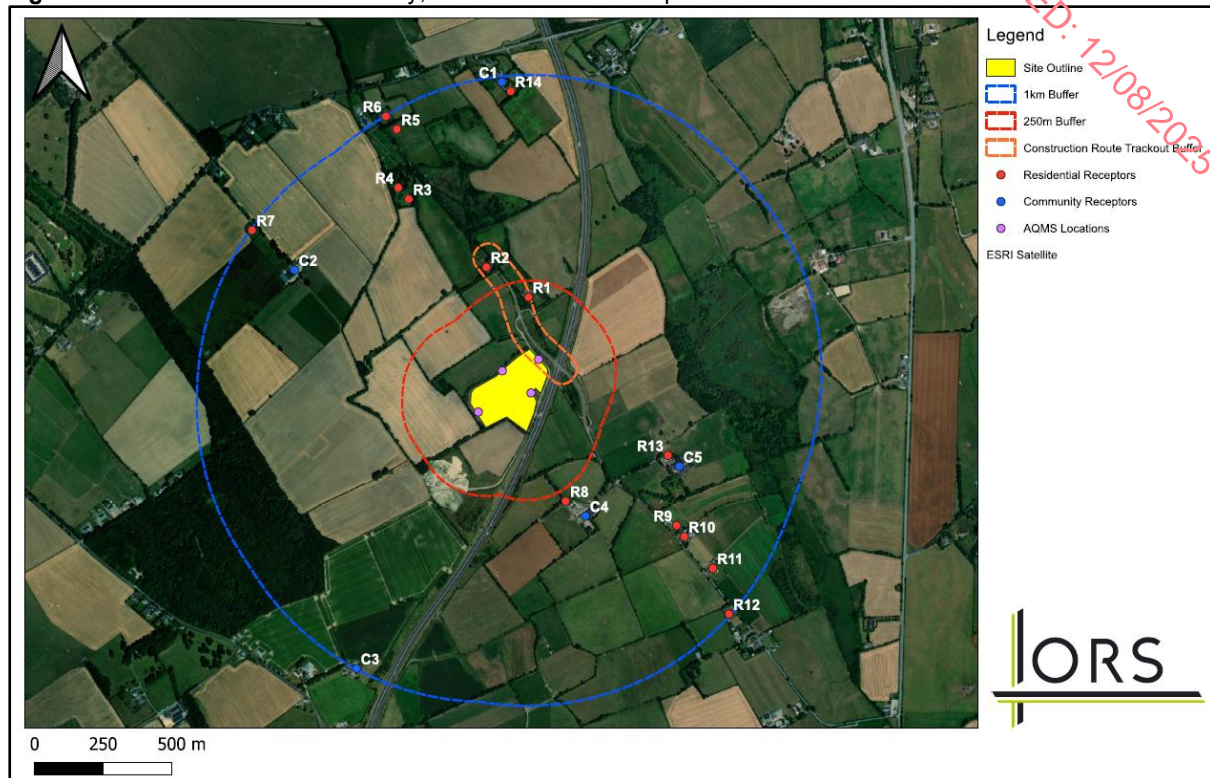 C1
R14
R6
R5
R4
R3
R7
C2
R2
R1
R13
C5
R8
C4
R9
R10
R11
R12
C3
Legend
Site Outline
1km Buffer
250m Buffer
Construction Route Trackout Buffer
Residential Receptors
Community Receptors
AQMS Locations
ESRI Satellite
ED: 12/08/2025
ORS
0 250 500 m